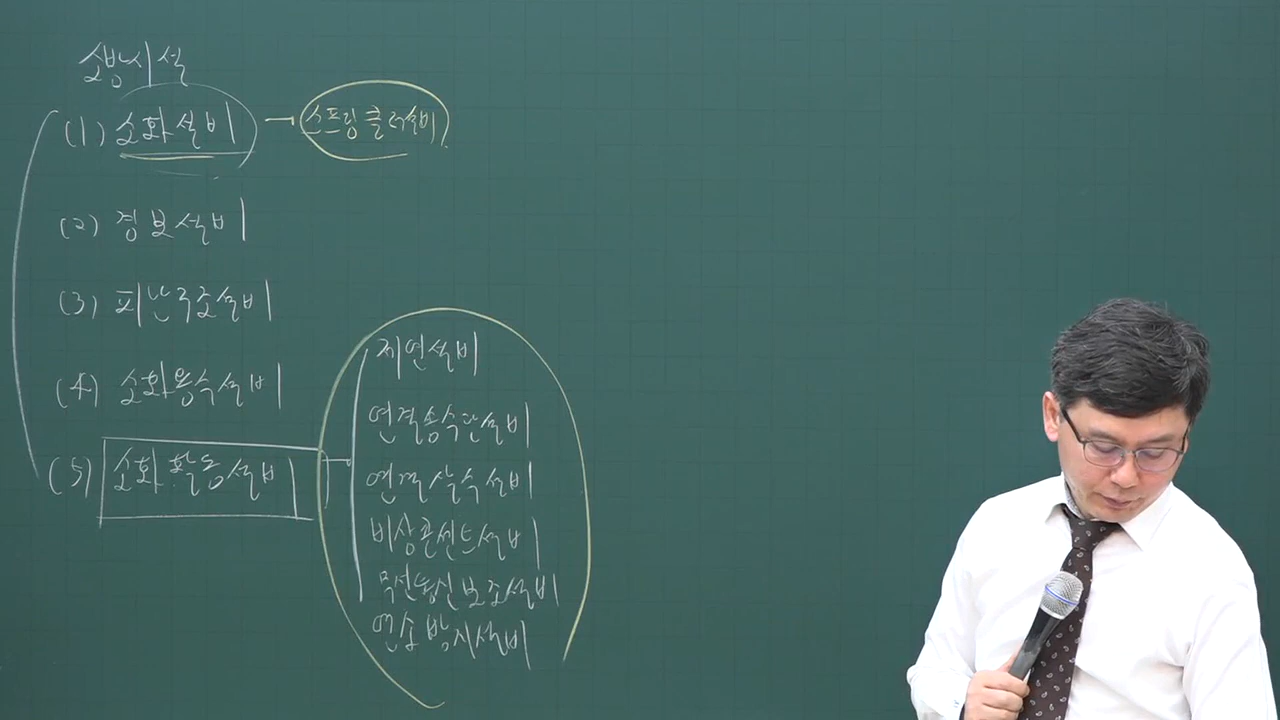 소방시설
(1) 소화설비 → 스프링클러설비
(2) 경보설비
(3) 피난구조설비
(4) 소화용수설비
(5) 소화활동설비
제연설비
연결송수관설비
연결살수설비
비상콘센트설비
무선통신보조설비
연소방지설비